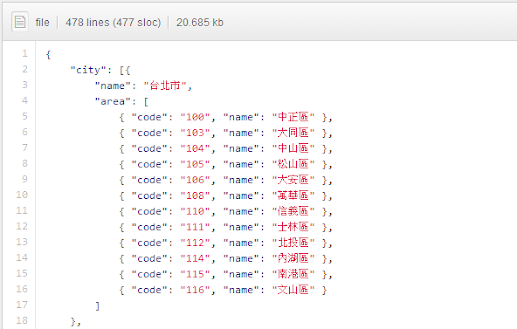 file 478 lines (477 sloc) 20.685 kb
1 {
2 "city": [{
3 "name": "台北市",
4 "area": [
5 { "code": "100", "name": "中正區" },
6 { "code": "103", "name": "大同區" },
7 { "code": "104", "name": "中山區" },
8 { "code": "105", "name": "松山區" },
9 { "code": "106", "name": "大安區" },
10 { "code": "108", "name": "萬華區" },
11 { "code": "110", "name": "信義區" },
12 { "code": "111", "name": "士林區" },
13 { "code": "112", "name": "北投區" },
14 { "code": "114", "name": "內湖區" },
15 { "code": "115", "name": "南港區" },
16 { "code": "116", "name": "文山區" }
17 ]
18 },